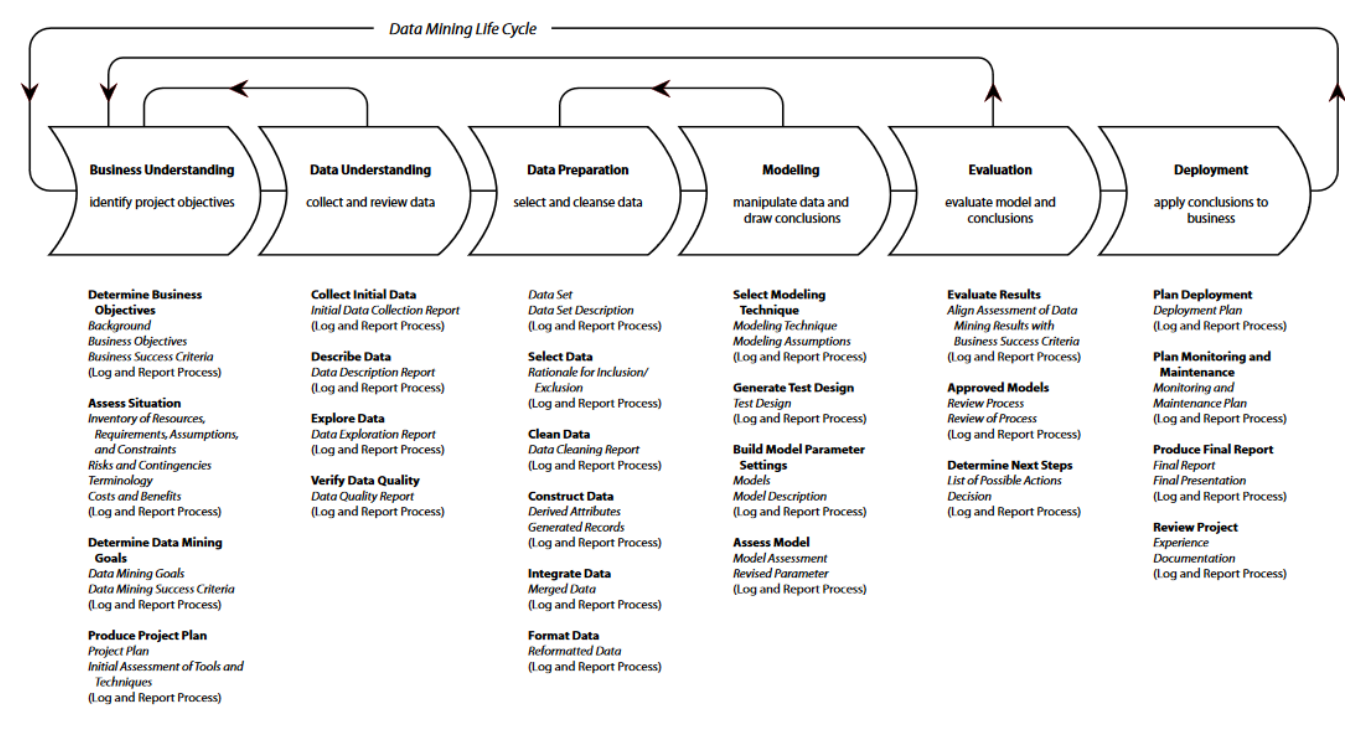 Data Mining Life Cycle
Business Understanding
identify project objectives
Data Understanding
collect and review data
Data Preparation
select and cleanse data
Modeling
manipulate data and
draw conclusions
Evaluation
evaluate model and
conclusions
Deployment
apply conclusions to
business
Determine Business
Objectives
Background
Business Objectives
Business Success Criteria
(Log and Report Process)
Assess Situation
Inventory of Resources,
Requirements, Assumptions,
and Constraints
Risks and Contingencies
Terminology
Costs and Benefits
(Log and Report Process)
Determine Data Mining
Goals
Data Mining Goals
Data Mining Success Criteria
(Log and Report Process)
Produce Project Plan
Project Plan
Initial Assessment of Tools and
Techniques
(Log and Report Process)
Collect Initial Data
Initial Data Collection Report
(Log and Report Process)
Describe Data
Data Description Report
(Log and Report Process)
Explore Data
Data Exploration Report
(Log and Report Process)
Verify Data Quality
Data Quality Report
(Log and Report Process)
Data Set
Data Set Description
(Log and Report Process)
Select Data
Rationale for Inclusion/
Exclusion
(Log and Report Process)
Clean Data
Data Cleaning Report
(Log and Report Process)
Construct Data
Derived Attributes
Generated Records
(Log and Report Process)
Integrate Data
Merged Data
(Log and Report Process)
Format Data
Reformatted Data
(Log and Report Process)
Select Modeling
Technique
Modeling Technique
Modeling Assumptions
(Log and Report Process)
Generate Test Design
Test Design
(Log and Report Process)
Build Model Parameter
Settings
Models
Model Description
(Log and Report Process)
Assess Model
Model Assessment
Revised Parameter
(Log and Report Process)
Evaluate Results
Align Assessment of Data
Mining Results with
Business Success Criteria
(Log and Report Process)
Approved Models
Review Process
Review of Process
(Log and Report Process)
Determine Next Steps
List of Possible Actions
Decision
(Log and Report Process)
Plan Deployment
Deployment Plan
(Log and Report Process)
Plan Monitoring and
Maintenance
Monitoring and
Maintenance Plan
(Log and Report Process)
Produce Final Report
Final Report
Final Presentation
(Log and Report Process)
Review Project
Experience
Documentation
(Log and Report Process)